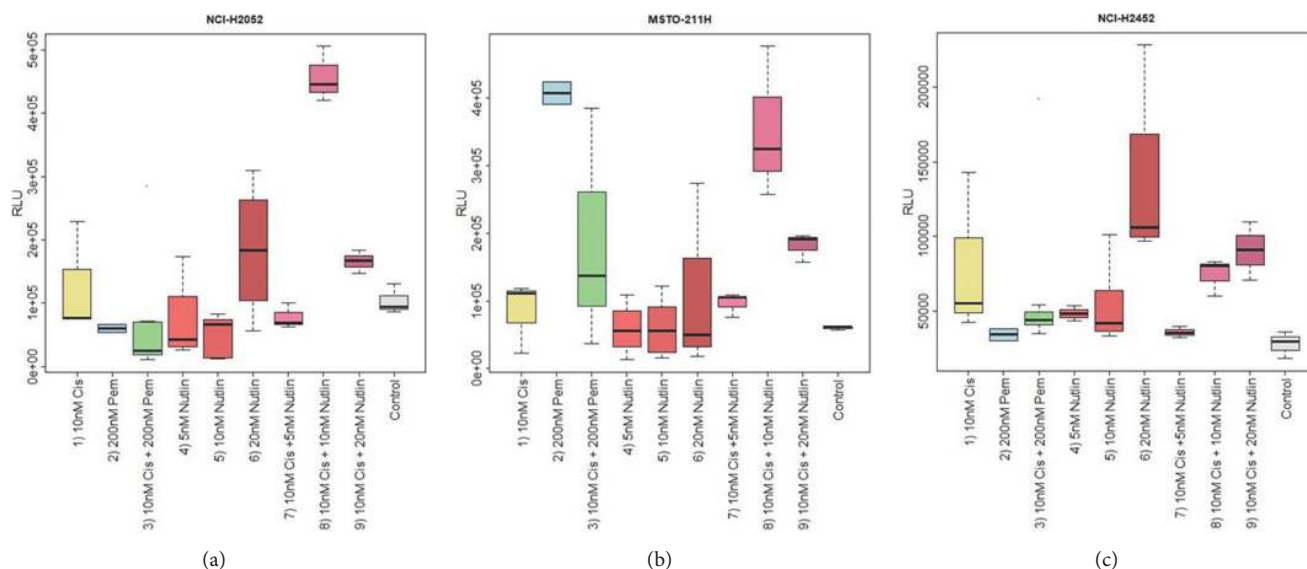 NCI-H2052
RLU
5e+05
4e+05
3e+05
2e+05
1e+05
0e+00
1) 10nM Cis
2) 200nM Pem
3) 10nM Cis + 200nM Pem
4) 5nM Nutlin
5) 10nM Nutlin
6) 20nM Nutlin
7) 10nM Cis +5nM Nutlin
8) 10nM Cis + 10nM Nutlin
9) 10nM Cis + 20nM Nutlin
Control
(a)
MSTO-211H
RLU
4e+05
3e+05
2e+05
1e+05
0e+00
1) 10nM Cis
2) 200nM Pem
3) 10nM Cis + 200nM Pem
4) 5nM Nutlin
5) 10nM Nutlin
6) 20nM Nutlin
7) 10nM Cis +5nM Nutlin
8) 10nM Cis + 10nM Nutlin
9) 10nM Cis + 20nM Nutlin
Control
(b)
NCI-H2452
RLU
200000
150000
100000
50000
1) 10nM Cis
2) 200nM Pem
3) 10nM Cis + 200nM Pem
4) 5nM Nutlin
5) 10nM Nutlin
6) 20nM Nutlin
7) 10nM Cis +5nM Nutlin
8) 10nM Cis + 10nM Nutlin
9) 10nM Cis + 20nM Nutlin
Control
(c)